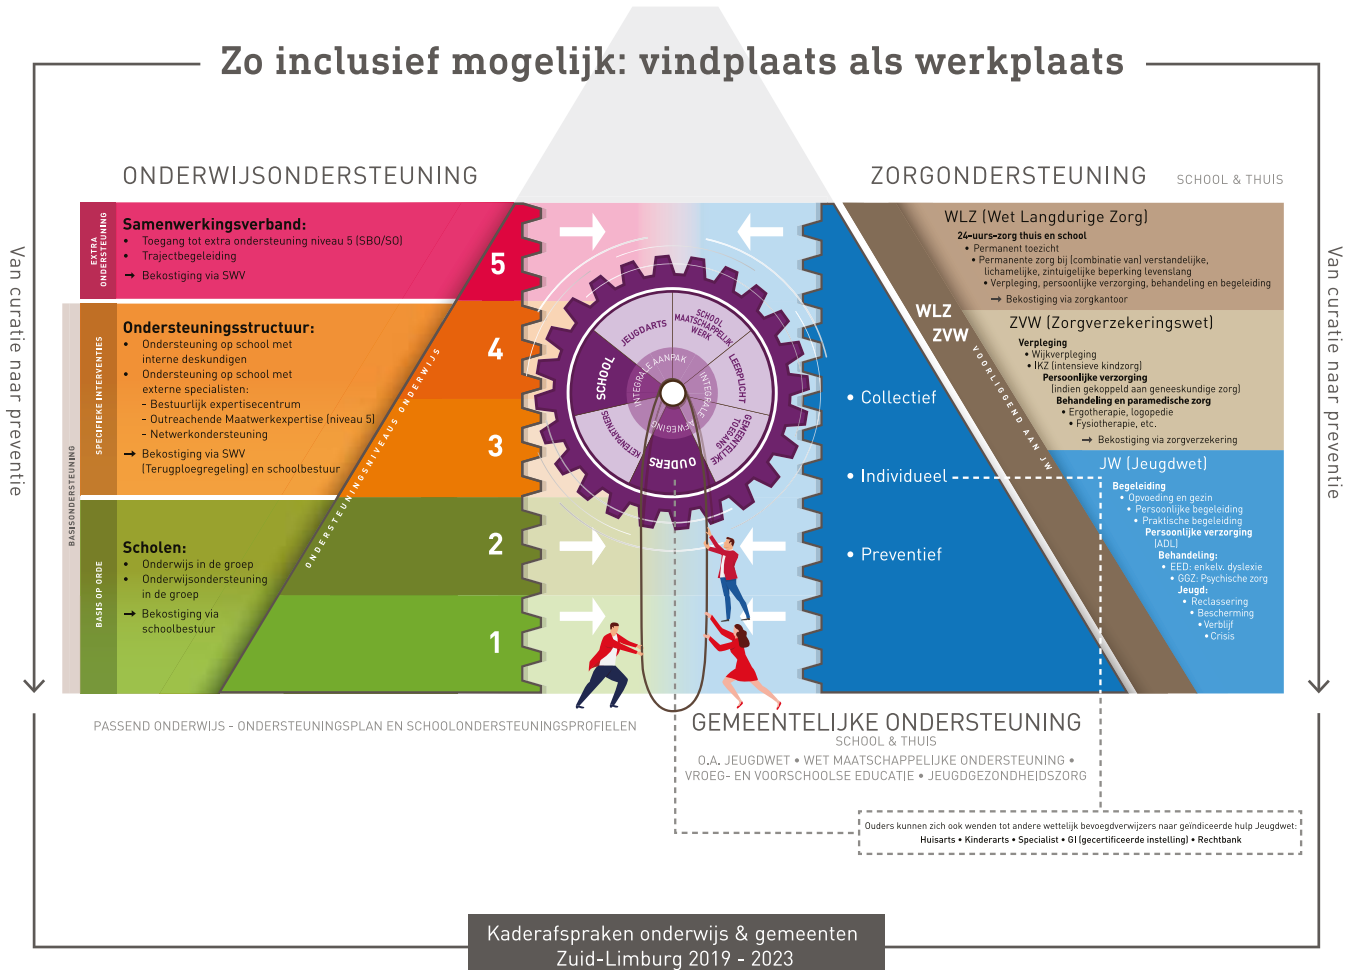 Zo inclusief mogelijk: vindplaats als werkplaats
Van curatie naar preventie
ONDERWIJSONDERSTEUNING
EXTRA
ONDERSTEUNING
Samenwerkingsverband:
• Toegang tot extra ondersteuning niveau 5 (SBO/SO)
• Trajectbegeleiding
→ Bekostiging via SWV
BASISONDERSTEUNING
SPECIFIEKE INTERVENTIES
Ondersteuningsstructuur:
• Ondersteuning op school met
interne deskundigen
• Ondersteuning op school met
externe specialisten:
– Bestuurlijk expertisecentrum
– Outreachende Maatwerkexpertise (niveau 5)
– Netwerkondersteuning
→ Bekostiging via SWV
(Terugploegregeling) en schoolbestuur
BASIS OP ORDE
Scholen:
• Onderwijs in de groep
• Onderwijsondersteuning
in de groep
→ Bekostiging via
schoolbestuur
ONDERSTEUNINGSNIVEAUS ONDERWIJS
5
4
3
2
1
PASSEND ONDERWIJS - ONDERSTEUNINGSPLAN EN SCHOOLONDERSTEUNINGSPROFIELEN
SCHOOL
JEUGDARTS
SCHOOL
MAATSCHAPPELIJK
WERK
LEERPLICHT
GEMEENTELIJKE
TOEGANG
OUDERS
KETENPARTNERS
INTEGRALE AANPAK
INTEGRALE AFWEGING
• Collectief
• Individueel
• Preventief
GEMEENTELIJKE ONDERSTEUNING
SCHOOL & THUIS
O.A. JEUGDWET • WET MAATSCHAPPELIJKE ONDERSTEUNING •
VROEG- EN VOORSCHOOLSE EDUCATIE • JEUGDGEZONDHEIDSZORG
ZORGONDERSTEUNING
SCHOOL & THUIS
WLZ
ZVW
VOORLIGGEND AAN JW
WLZ (Wet Langdurige Zorg)
24-uurs-zorg thuis en school
• Permanent toezicht
• Permanente zorg bij (combinatie van) verstandelijke,
lichamelijke, zintuigelijke beperking levenslang
• Verpleging, persoonlijke verzorging, behandeling en begeleiding
→ Bekostiging via zorgkantoor
ZVW (Zorgverzekeringswet)
Verpleging
• Wijkverpleging
• IKZ (intensieve kindzorg)
Persoonlijke verzorging
(indien gekoppeld aan geneeskundige zorg)
Behandeling en paramedische zorg
• Ergotherapie, logopedie
• Fysiotherapie, etc.
→ Bekostiging via zorgverzekering
JW (Jeugdwet)
Begeleiding
• Opvoeding en gezin
• Persoonlijke begeleiding
• Praktische begeleiding
Persoonlijke verzorging
(ADL)
Behandeling:
• EED: enkelv. dyslexie
• GGZ: Psychische zorg
Jeugd:
• Reclassering
• Bescherming
• Verblijf
• Crisis
Van curatie naar preventie
Ouders kunnen zich ook wenden tot andere wettelijk bevoegdverwijzers naar geïndiceerde hulp Jeugdwet:
Huisarts • Kinderarts • Specialist • GI (gecertificeerde instelling) • Rechtbank
Kaderafspraken onderwijs & gemeenten
Zuid-Limburg 2019 - 2023